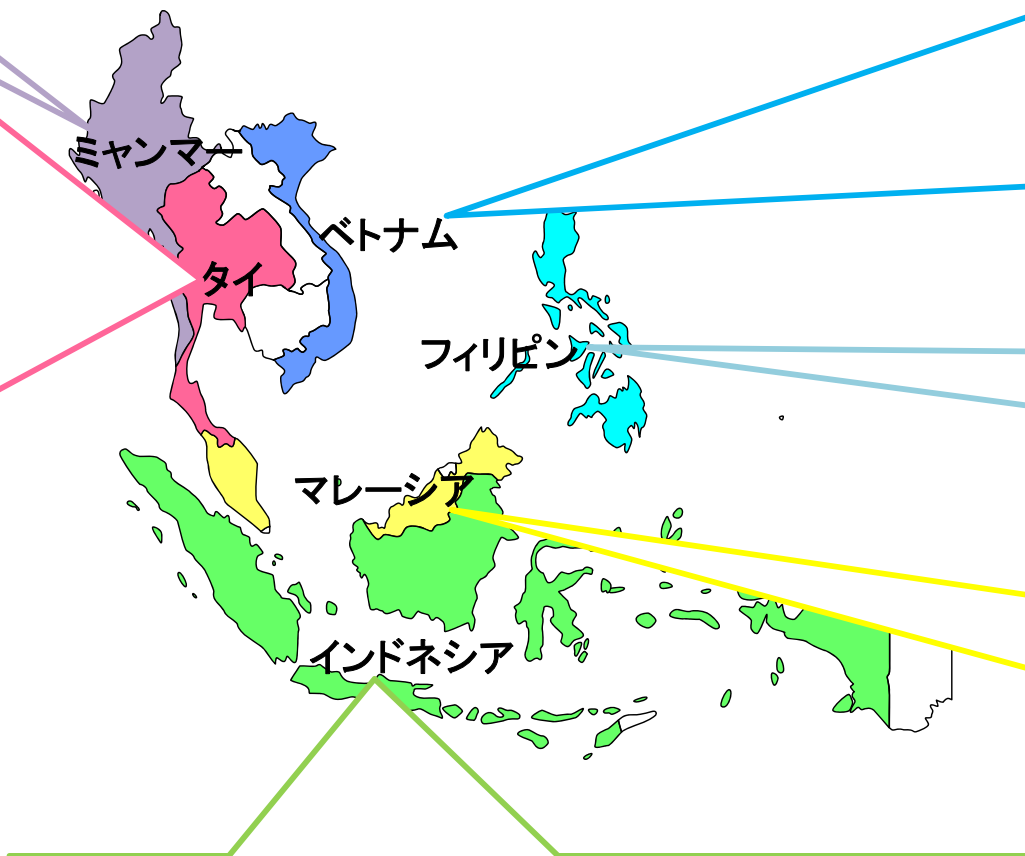 ミャンマー
ベトナム
タイ
フィリピン
マレーシア
インドネシア